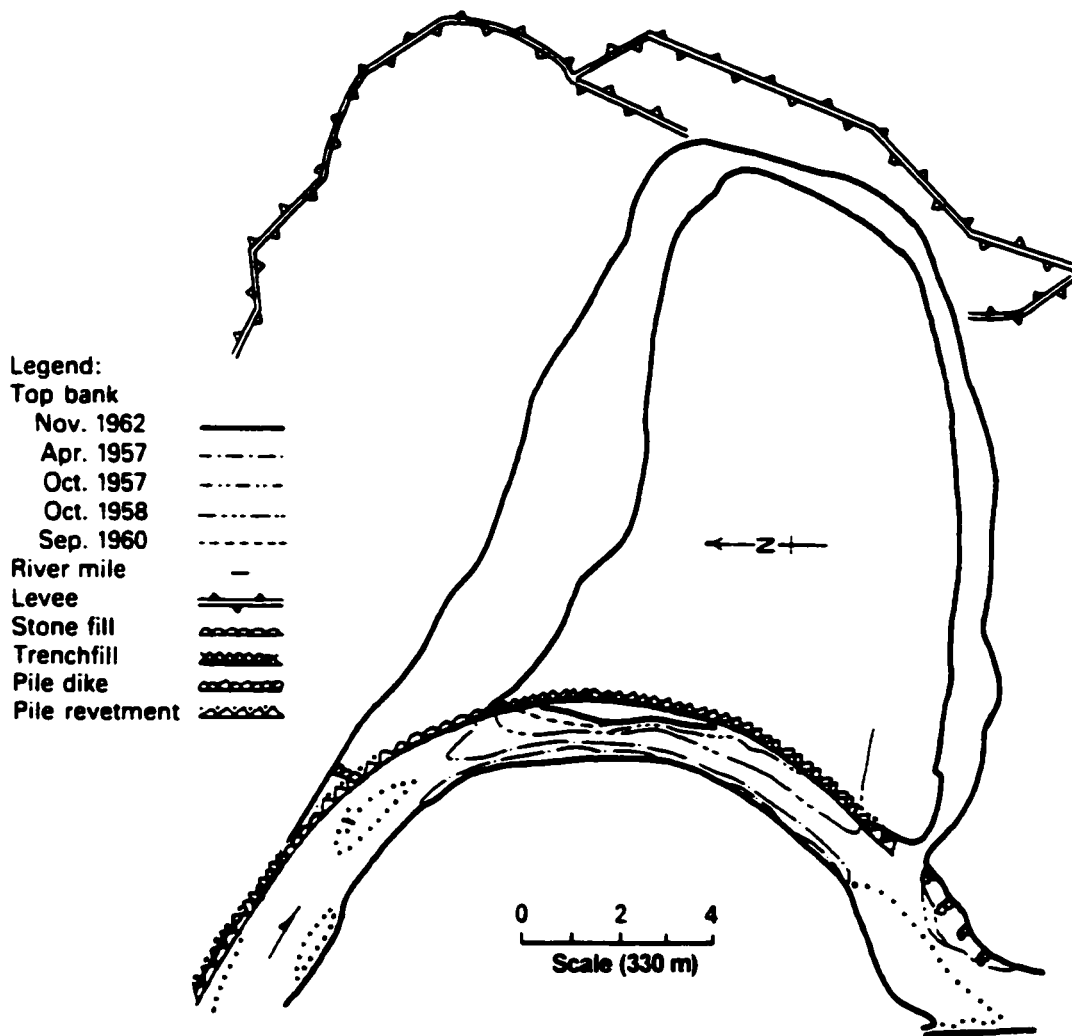 Legend:
Top bank
Nov. 1962
Apr. 1957
Oct. 1957
Oct. 1958
Sep. 1960
River mile
Levee
Stone fill
Trenchfill
Pile dike
Pile revetment
N
0 2 4
Scale (330 m)